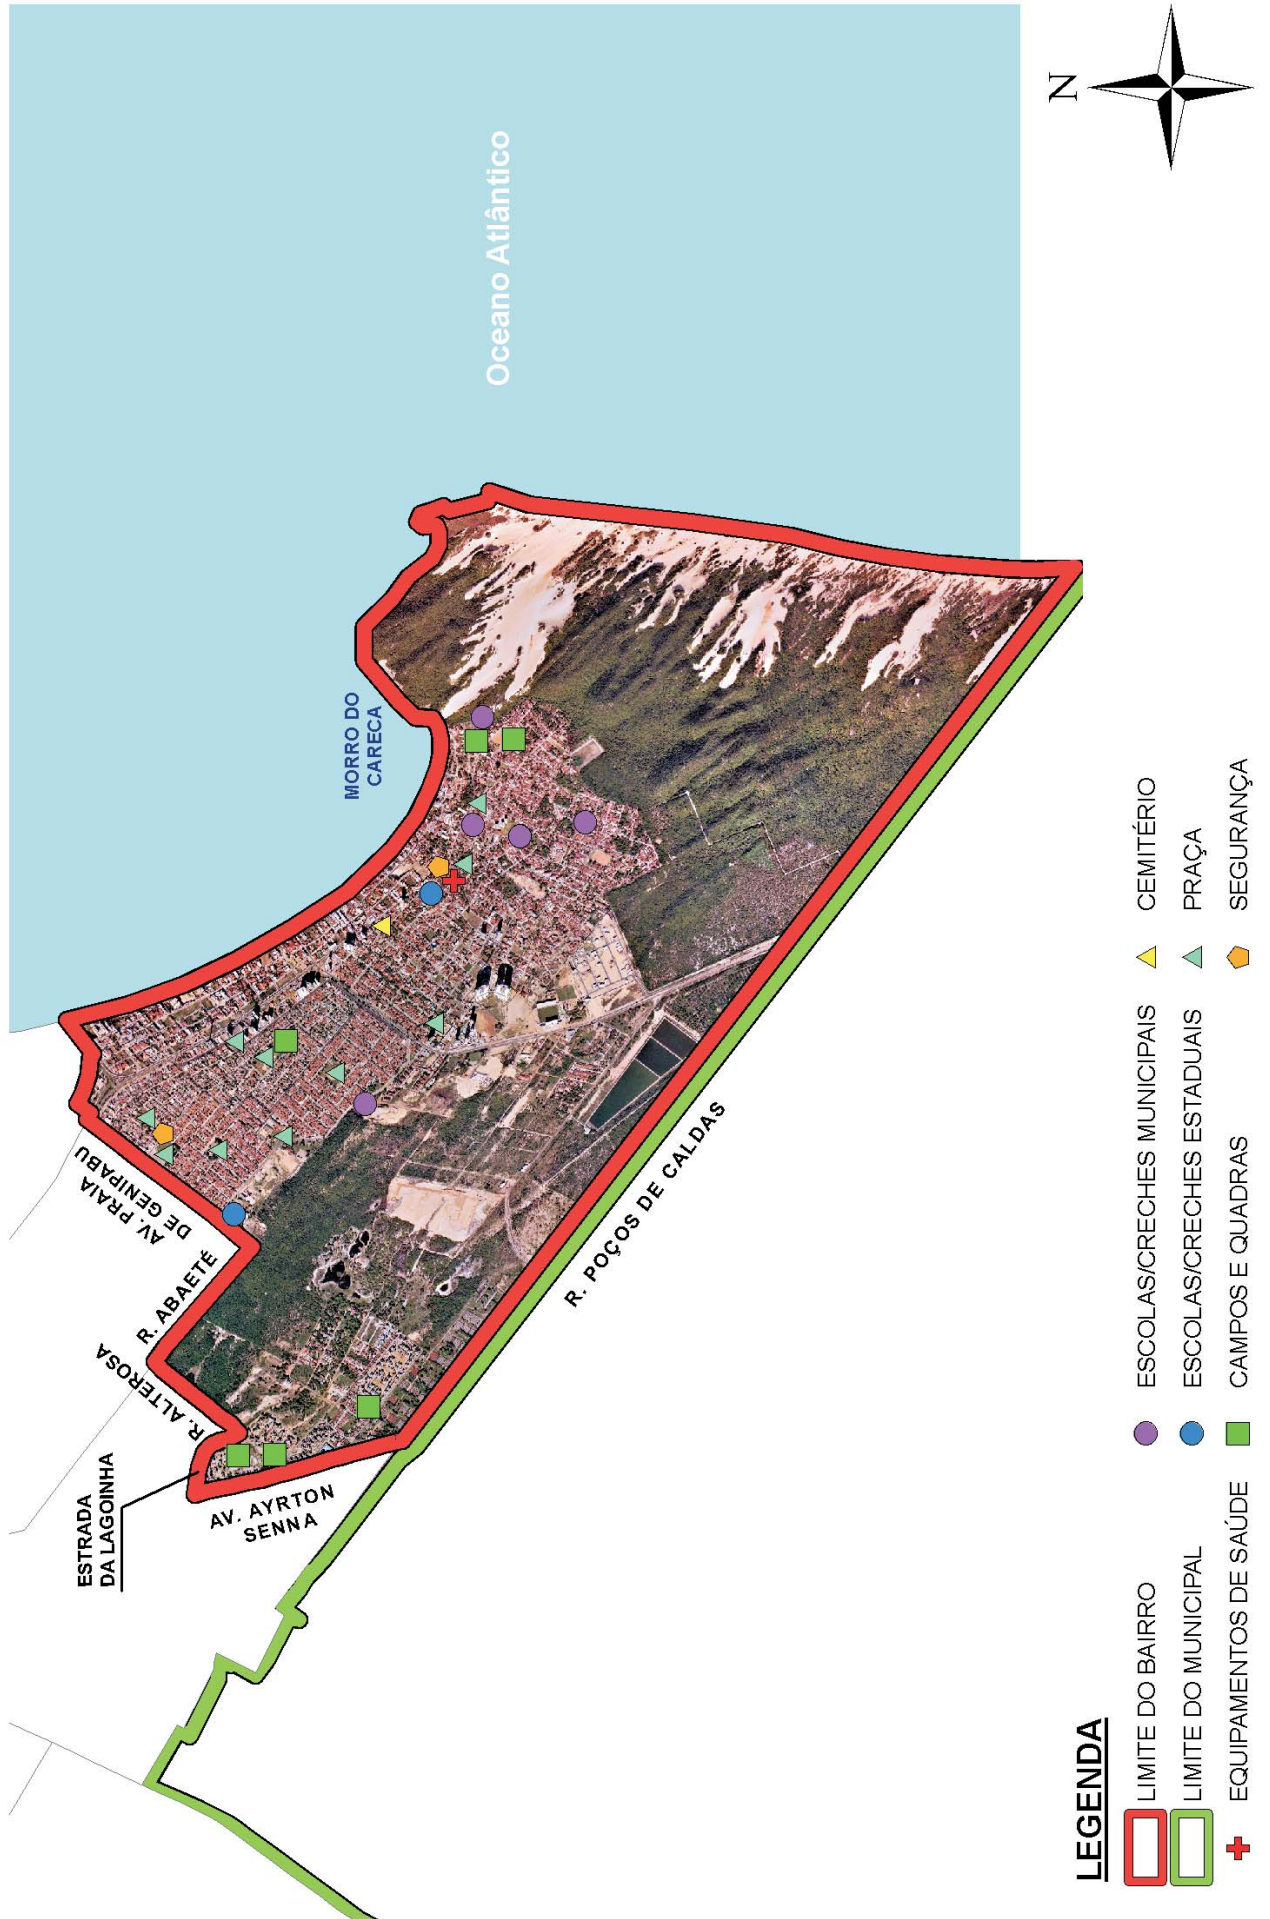 N
Oceano Atlântico
MORRO DO
CARECA
AV. PRAIA
DE GENIPABU
R. ABAETÉ
R. ALTEROSA
ESTRADA
DA LAGOINHA
AV. AYRTON
SENNA
R. POÇOS DE CALDAS
LEGENDA
LIMITE DO BAIRRO
LIMITE DO MUNICIPAL
EQUIPAMENTOS DE SAÚDE
ESCOLAS/CRECHES MUNICIPAIS
ESCOLAS/CRECHES ESTADUAIS
CAMPOS E QUADRAS
CEMITÉRIO
PRAÇA
SEGURANÇA